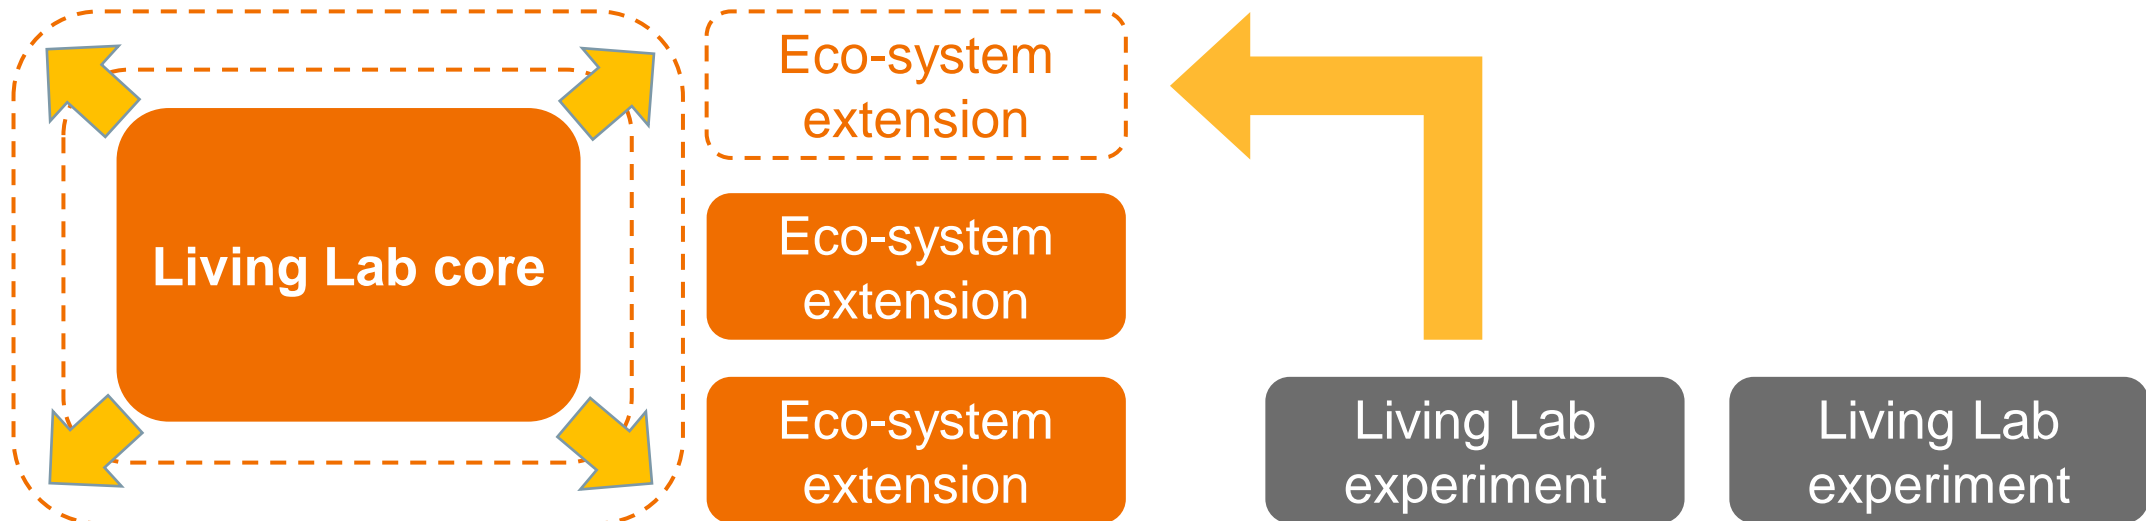 Living Lab core
Eco-system
extension
Eco-system
extension
Eco-system
extension
Living Lab
experiment
Living Lab
experiment